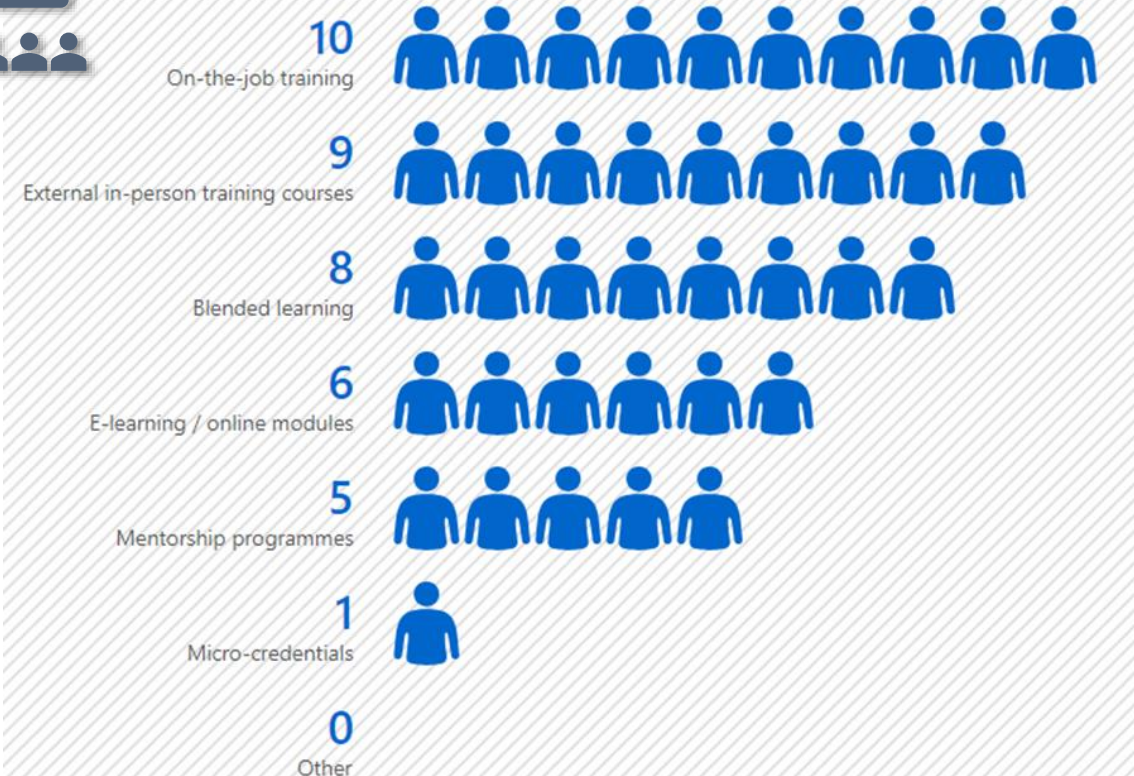 10
On-the-job training
9
External in-person training courses
8
Blended learning
6
E-learning / online modules
5
Mentorship programmes
1
Micro-credentials
0
Other